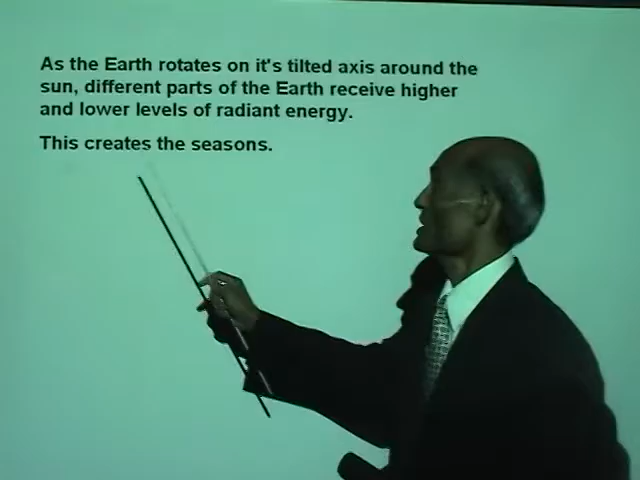 As the Earth rotates on it's tilted axis around the
sun, different parts of the Earth receive higher
and lower levels of radiant energy.
This creates the seasons.